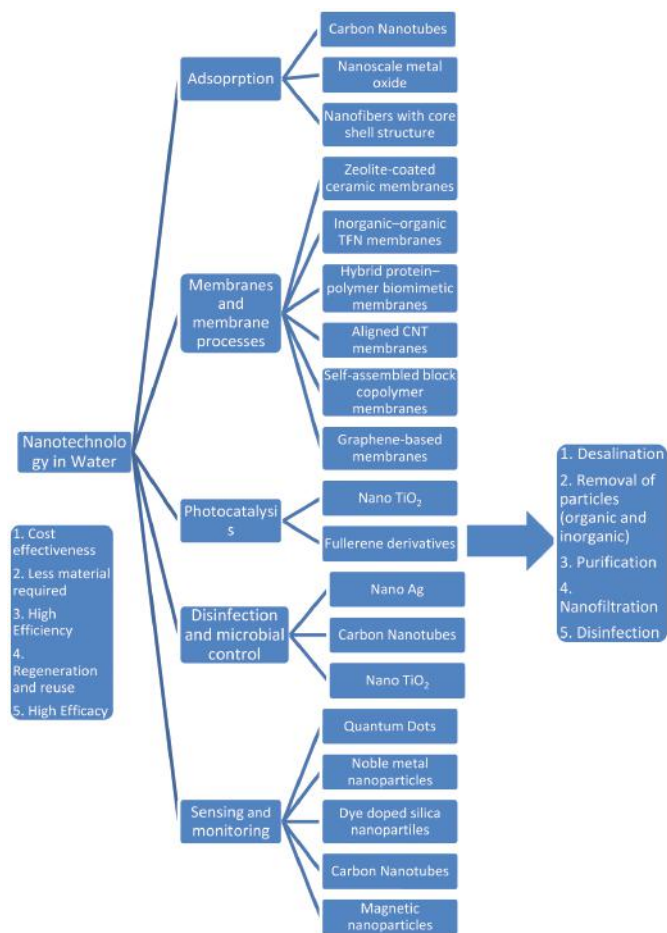 Carbon Nanotubes
Adsoprption
Nanoscale metal
oxide
Nanofibers with core
shell structure
Zeolite-coated
ceramic membranes
Inorganic–organic
TFN membranes
Membranes
and
membrane
processes
Hybrid protein–
polymer biomimetic
membranes
Aligned CNT
membranes
Self-assembled block
copolymer
membranes
Graphene-based
membranes
Nanotechnolo
gy in Water
1. Cost
effectiveness
2. Less material
required
3. High
Efficiency
4.
Regeneration
and reuse
5. High Efficacy
Photocatalysi
s
Nano TiO₂
Fullerene derivatives
Disinfection
and microbial
control
Nano Ag
Carbon Nanotubes
Nano TiO₂
Sensing and
monitoring
Quantum Dots
Noble metal
nanoparticles
Dye doped silica
nanopartiles
Carbon Nanotubes
Magnetic
nanoparticles
1. Desalination
2. Removal of
particles
(organic and
inorganic)
3. Purification
4.
Nanofiltration
5. Disinfection